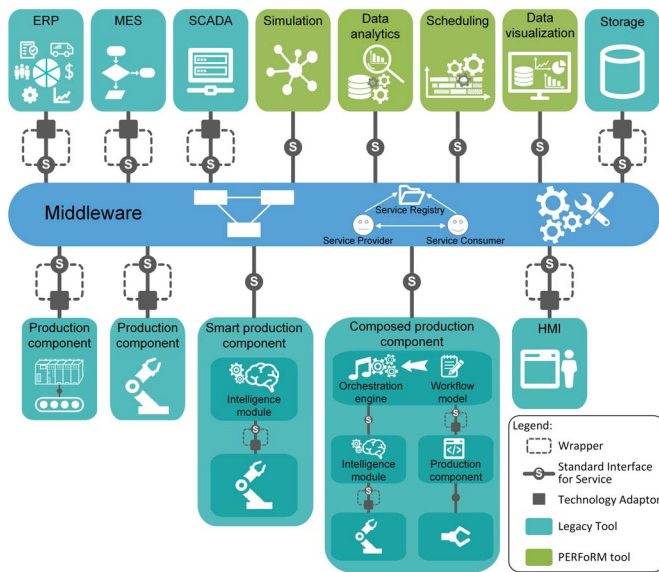 ERP
MES
SCADA
Simulation
Data
analytics
Scheduling
Data
visualization
Storage
$
S
S
S
S
S
S
S
S
Middleware
Service Registry
Service Provider
Service Consumer
S
S
S
S
S
Production
component
Production
component
Smart production
component
Composed production
component
HMI
Intelligence
module
S
Orchestration
engine
Workflow
model
S
S
Intelligence
module
Production
component
S
Legend:
Wrapper
S
Standard Interface
for Service
Technology Adaptor
Legacy Tool
PERFoRM tool